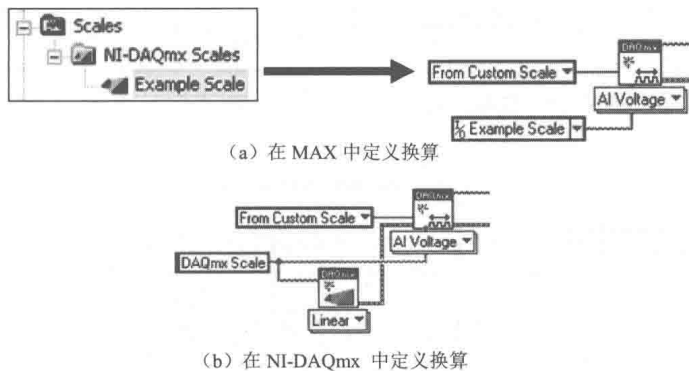 Scales
NI-DAQmx Scales
Example Scale
From Custom Scale
DAQmx
AI Voltage
I/O Example Scale
（a）在 MAX 中定义换算
From Custom Scale
DAQmx
AI Voltage
DAQmx Scale
DAQmx
Linear
（b）在 NI-DAQmx 中定义换算